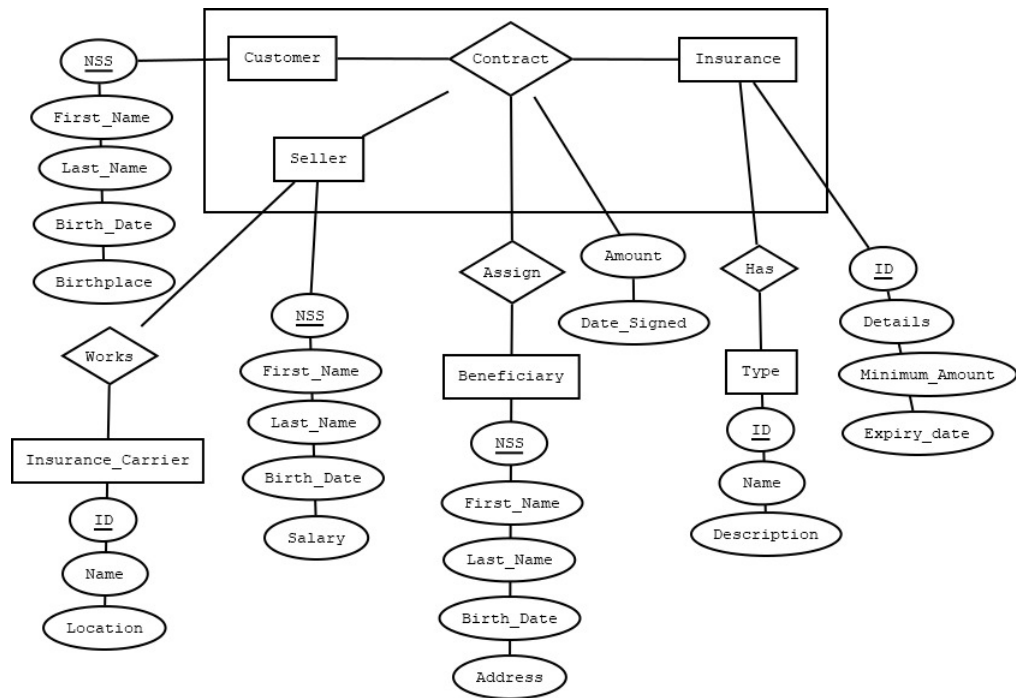 Customer
Contract
Insurance
NSS
First_Name
Last_Name
Birth_Date
Birthplace
Seller
Works
Insurance_Carrier
ID
Name
Location
NSS
First_Name
Last_Name
Birth_Date
Salary
Assign
Beneficiary
NSS
First_Name
Last_Name
Birth_Date
Address
Amount
Date_Signed
Has
Type
ID
Name
Description
ID
Details
Minimum_Amount
Expiry_date